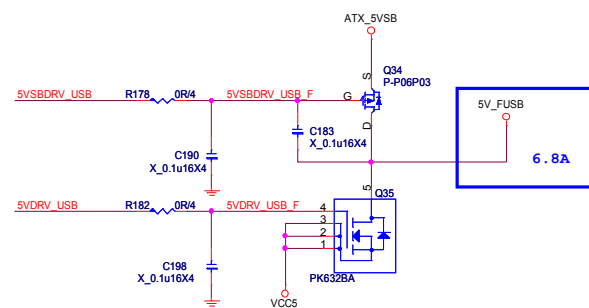 ATX_5VSB
S
Q34
P-P06P03
5VSBDRV_USB
R178
0R/4
5VSBDRV_USB_F
G
D
C183
X_0.1u16X4
C190
X_0.1u16X4
5V_FUSB
6.8A
5
Q35
5VDRV_USB
R182
0R/4
5VDRV_USB_F
4
3
2
1
PK632BA
C198
X_0.1u16X4
VCC5